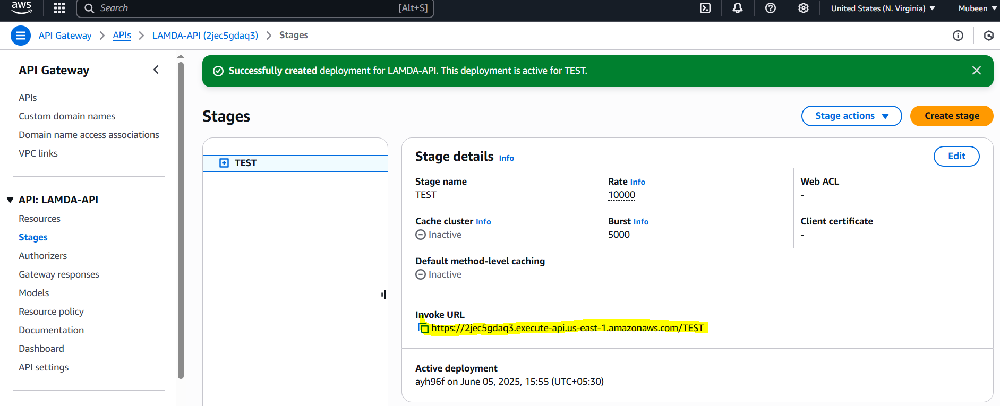 aws
Search
[Alt+S]
United States (N. Virginia)
Mubeen
API Gateway
APIs
LAMDA-API (2jec5gdaq3)
Stages
API Gateway
APIs
Custom domain names
Domain name access associations
VPC links
API: LAMDA-API
Resources
Stages
Authorizers
Gateway responses
Models
Resource policy
Documentation
Dashboard
API settings
Successfully created deployment for LAMDA-API. This deployment is active for TEST.
Stages
Stage actions
Create stage
TEST
Stage details Info
Edit
Stage name
TEST
Rate Info
10000
Web ACL
-
Cache cluster Info
Inactive
Burst Info
5000
Client certificate
-
Default method-level caching
Inactive
Invoke URL
https://2jec5gdaq3.execute-api.us-east-1.amazonaws.com/TEST
Active deployment
ayh96f on June 05, 2025, 15:55 (UTC+05:30)